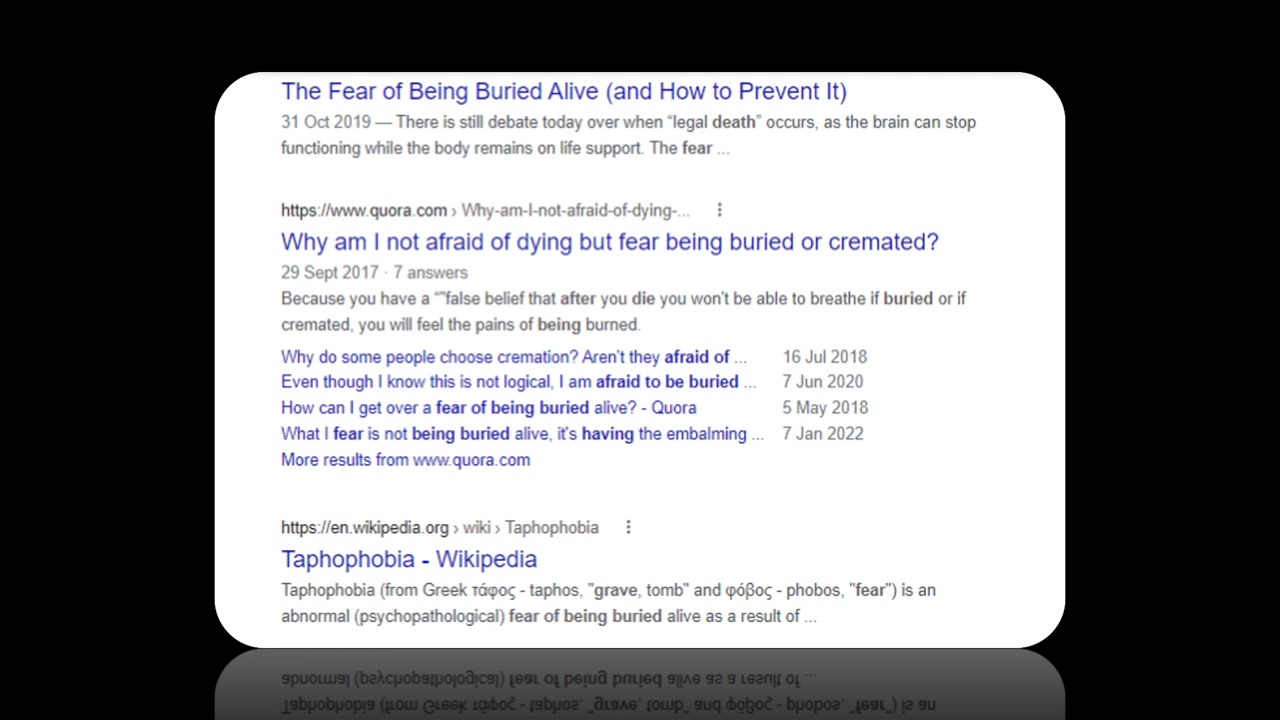 The Fear of Being Buried Alive (and How to Prevent It)
31 Oct 2019 — There is still debate today over when “legal death” occurs, as the brain can stop
functioning while the body remains on life support. The fear ...
https://www.quora.com › Why-am-I-not-afraid-of-dying-...
Why am I not afraid of dying but fear being buried or cremated?
29 Sept 2017 · 7 answers
Because you have a “"false belief that after you die you won't be able to breathe if buried or if
cremated, you will feel the pains of being burned.
Why do some people choose cremation? Aren't they afraid of ... 16 Jul 2018
Even though I know this is not logical, I am afraid to be buried ... 7 Jun 2020
How can I get over a fear of being buried alive? - Quora 5 May 2018
What I fear is not being buried alive, it's having the embalming ... 7 Jan 2022
More results from www.quora.com
https://en.wikipedia.org › wiki › Taphophobia
Taphophobia - Wikipedia
Taphophobia (from Greek τάφος - taphos, "grave, tomb" and φόβος - phobos, "fear") is an
abnormal (psychopathological) fear of being buried alive as a result of ...